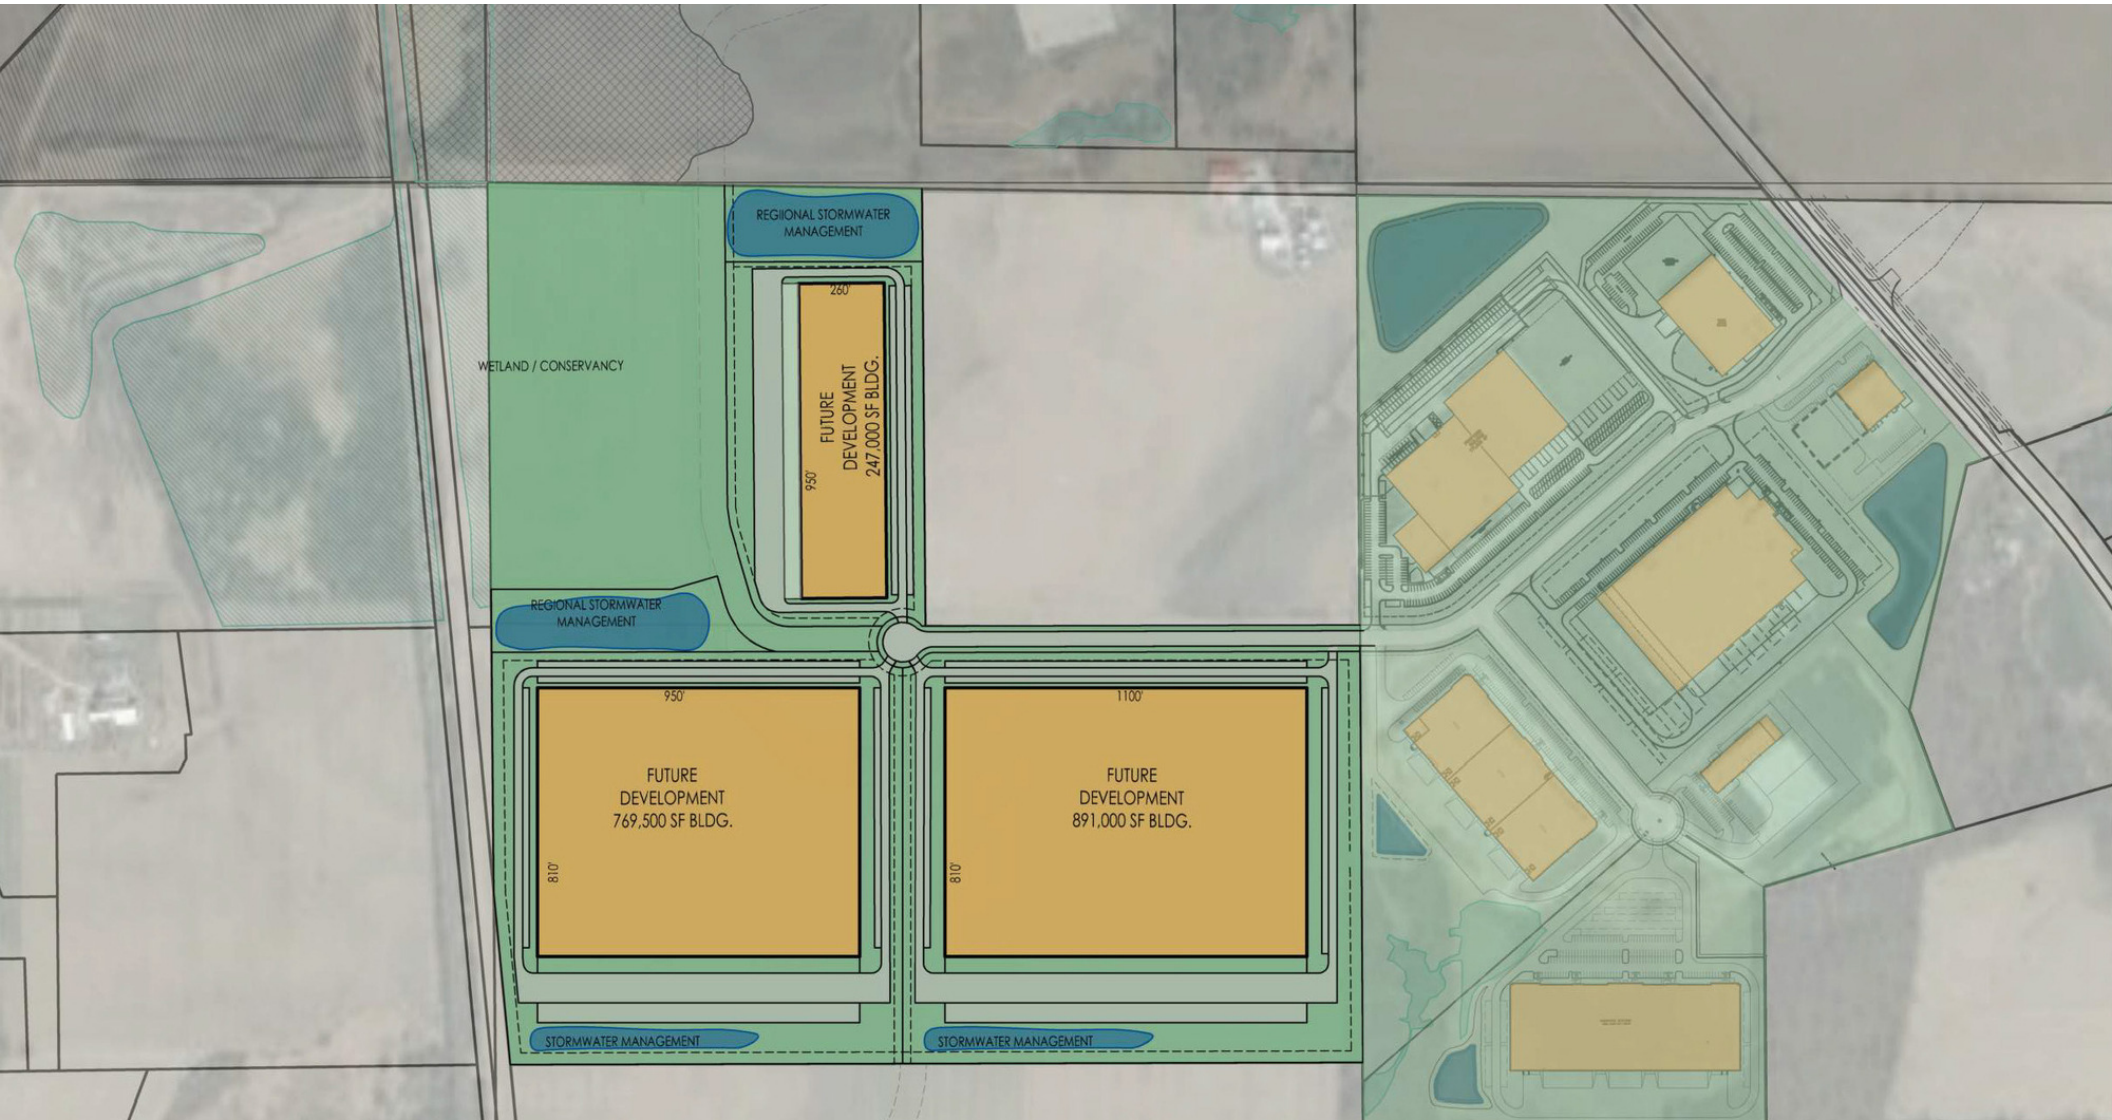 REGIIONAL STORMWATER
MANAGEMENT
260'
WETLAND / CONSERVANCY
FUTURE
DEVELOPMENT
247,000 SF BLDG.
950'
REGIONAL STORMWATER
MANAGEMENT
950'
FUTURE
DEVELOPMENT
769,500 SF BLDG.
810'
1100'
FUTURE
DEVELOPMENT
891,000 SF BLDG.
810'
STORMWATER MANAGEMENT
STORMWATER MANAGEMENT